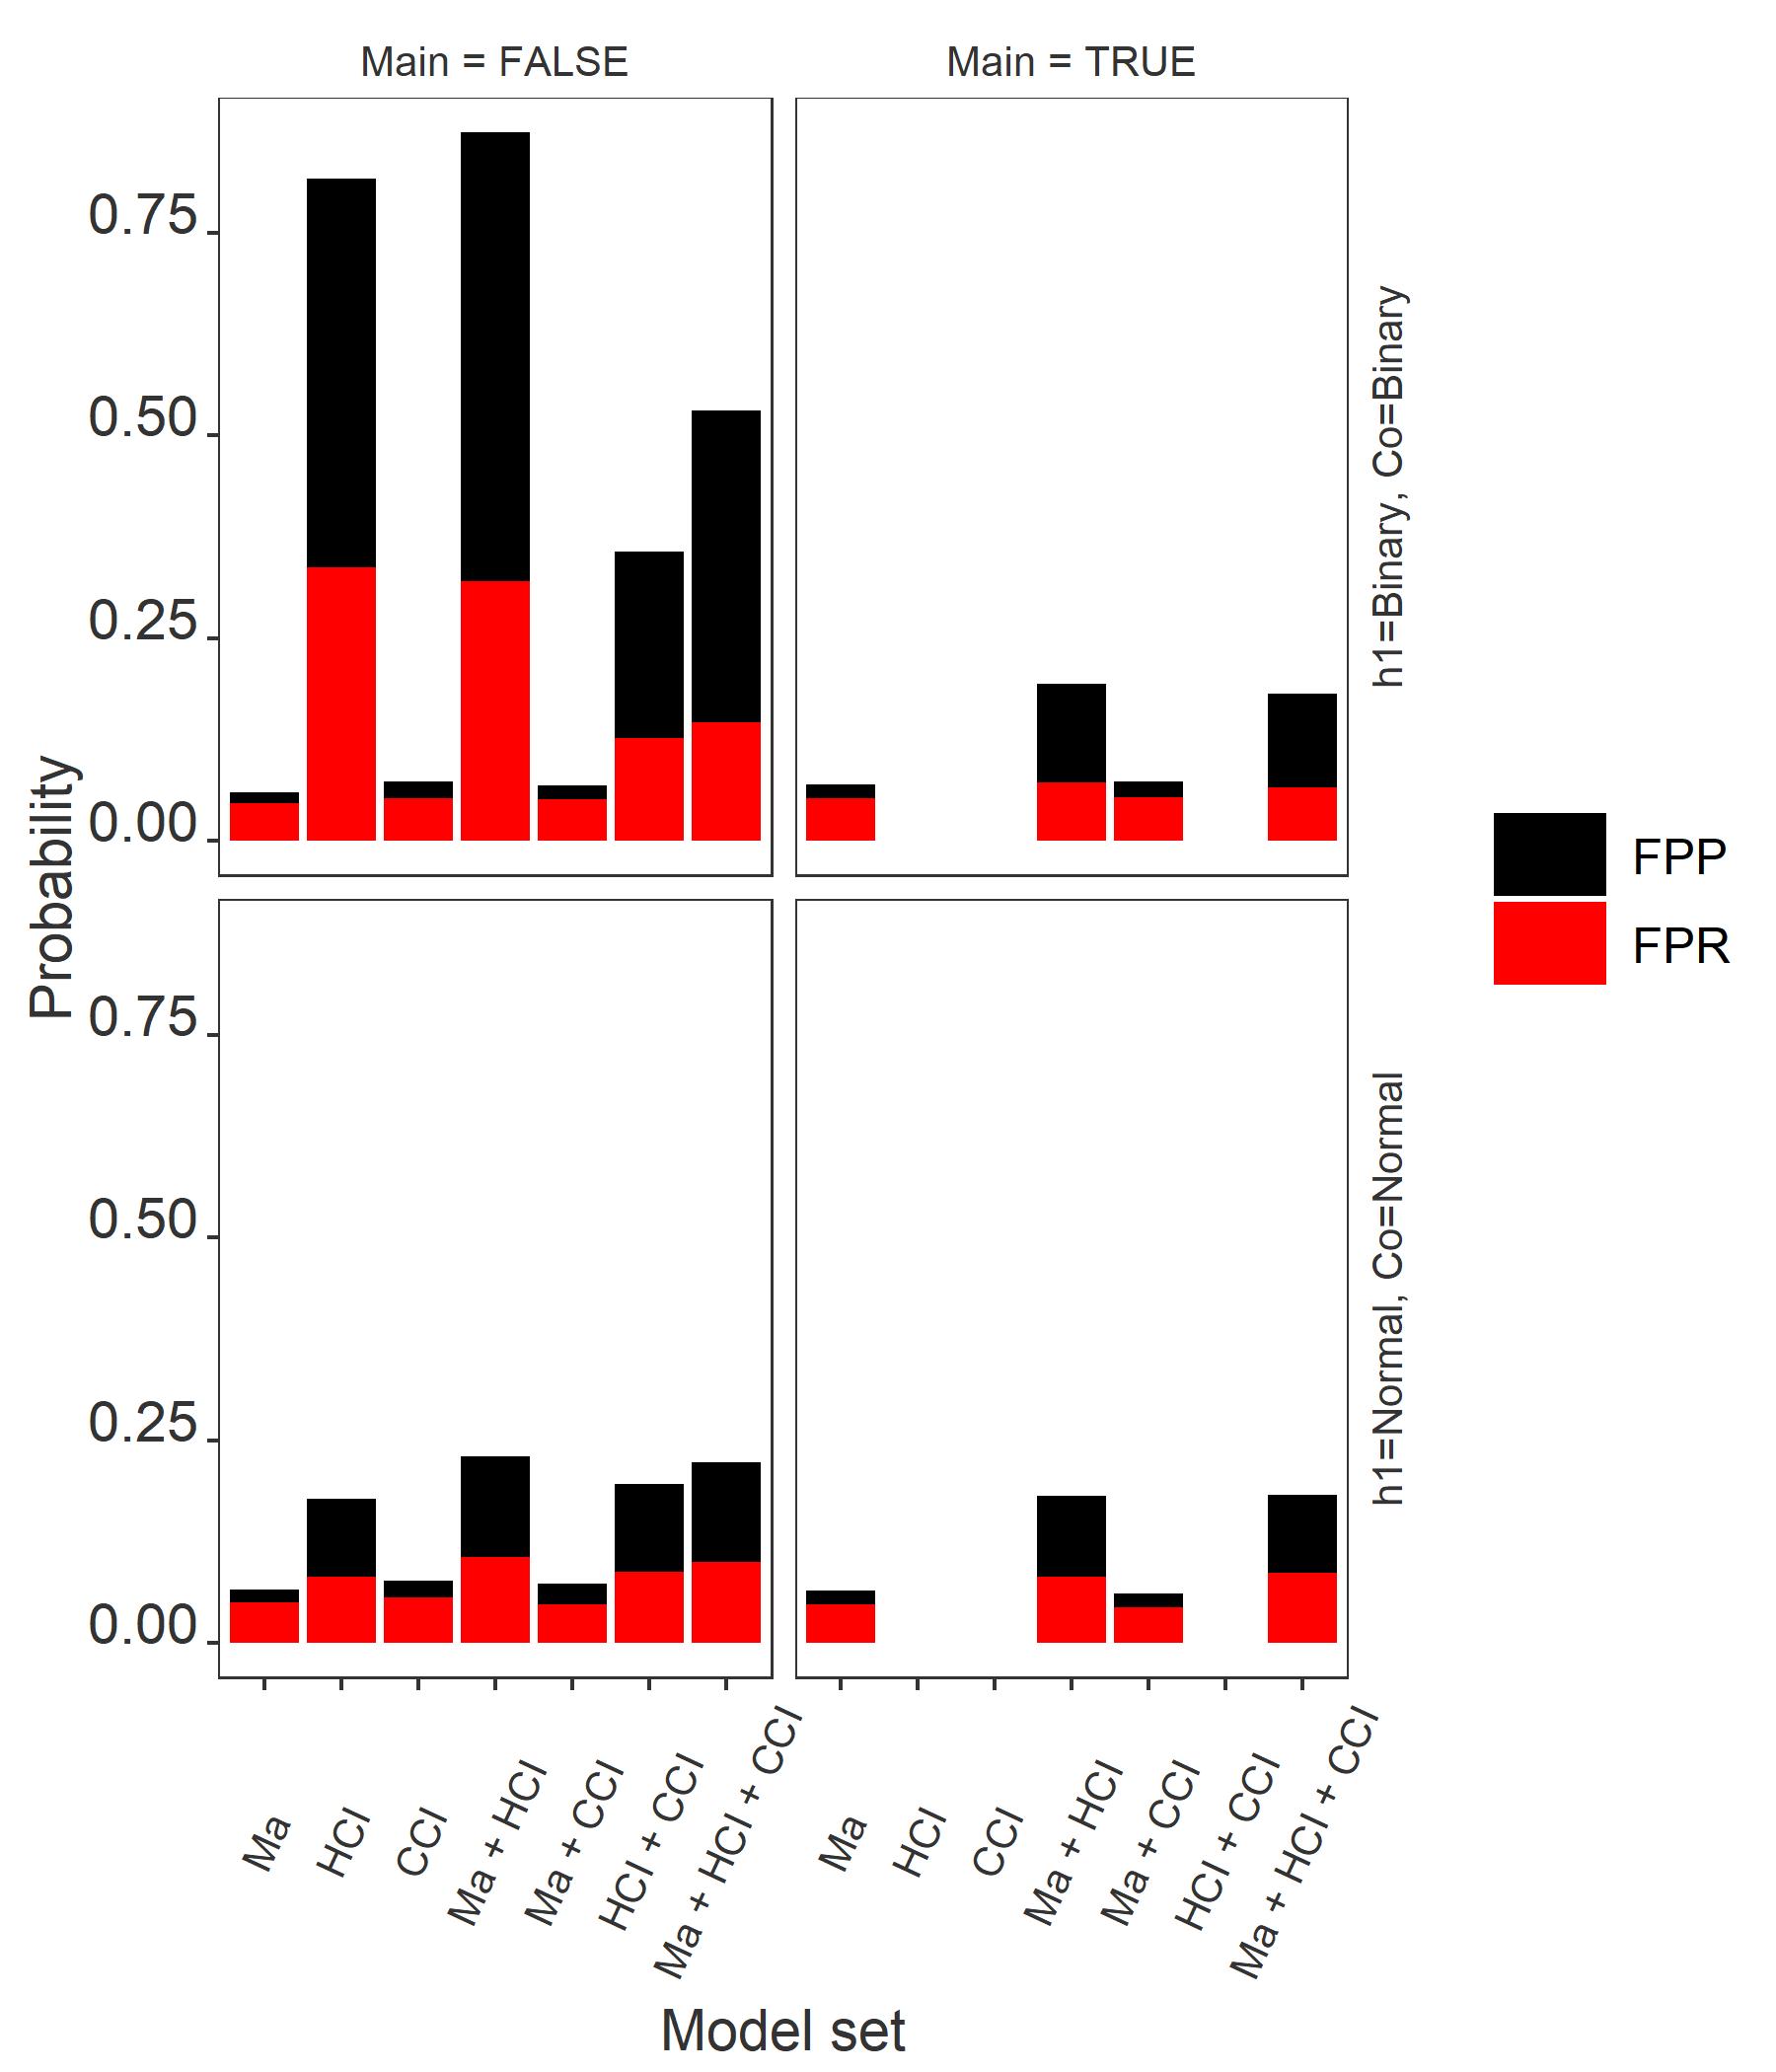 Main = FALSE
Main = TRUE
0.75
0.50
0.25
0.00
h1=Binary, Co=Binary
Probability
FPP
FPR
0.75
0.50
0.25
0.00
h1=Normal, Co=Normal
Ma
HCI
CCI
Ma + HCI
Ma + CCI
HCI + CCI
Ma + HCI + CCI
Ma
HCI
CCI
Ma + HCI
Ma + CCI
HCI + CCI
Ma + HCI + CCI
Model set